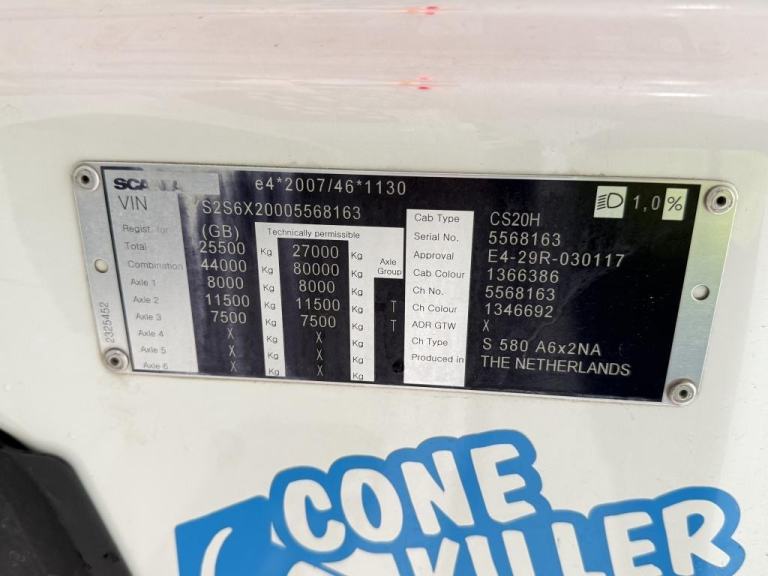 SCANIA e4*2007/46*1130
VIN YS2S6X20005568163
1,0 %
Regist. for (GB) Technically permissible
Total 25500 Kg 27000 Kg Axle Group
Combination 44000 Kg 80000 Kg
Axle 1 8000 Kg 8000 Kg
Axle 2 11500 Kg 11500 Kg T
Axle 3 7500 Kg 7500 Kg T
Axle 4 X Kg X Kg
Axle 5 X Kg X Kg
Axle 6 X Kg X Kg
Cab Type CS20H
Serial No. 5568163
Approval E4-29R-030117
Cab Colour 1366386
Ch No. 5568163
Ch Colour 1346692
ADR GTW X
Ch Type S 580 A6x2NA
Produced in THE NETHERLANDS
2325452
CONE
KILLER